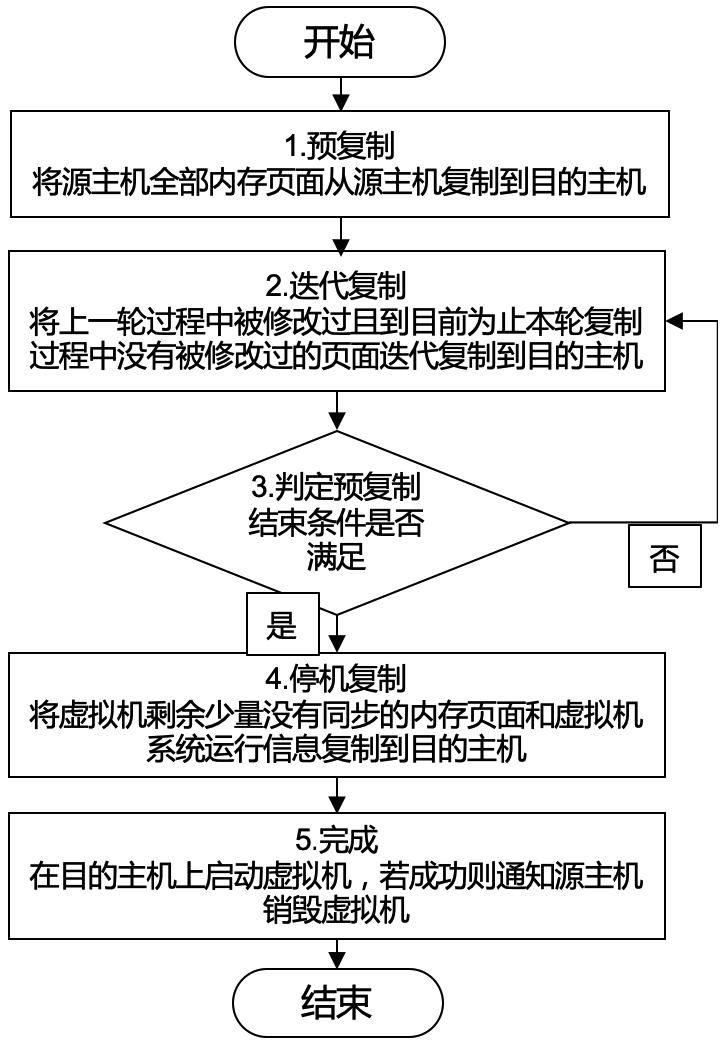 开始
1.预复制
将源主机全部内存页面从源主机复制到目的主机
2.迭代复制
将上一轮过程中被修改过且到目前为止本轮复制
过程中没有被修改过的页面迭代复制到目的主机
3.判定预复制
结束条件是否
满足
否
是
4.停机复制
将虚拟机剩余少量没有同步的内存页面和虚拟机
系统运行信息复制到目的主机
5.完成
在目的主机上启动虚拟机，若成功则通知源主机
销毁虚拟机
结束